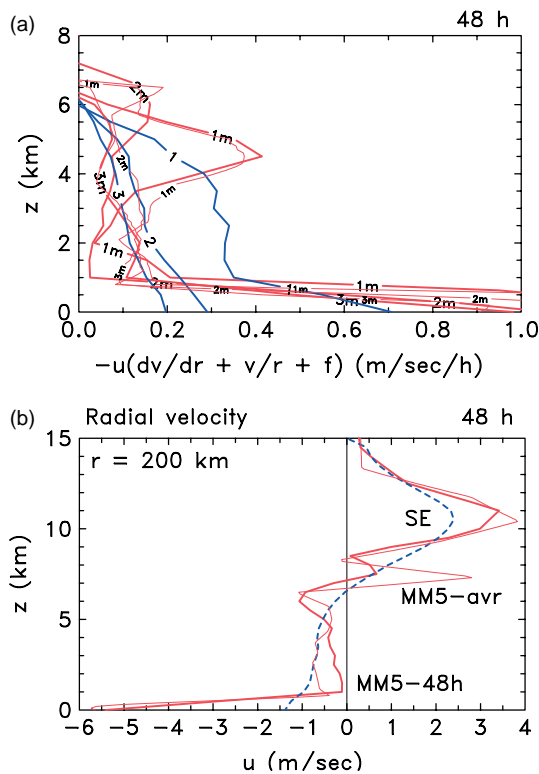 (a)
48 h
8
6
4
2
0
z (km)
1m
2m
1m
2m
1
3m
3
1m
2
1m
3m
2m
2m
1
1m
1m
3m
3m
2m
2m
0.0
0.2
0.4
0.6
0.8
1.0
−u(dv/dr + v/r + f) (m/sec/h)
(b)
Radial velocity
48 h
15
10
5
0
z (km)
r = 200 km
SE
MM5−avr
MM5−48h
−6
−5
−4
−3
−2
−1
0
1
2
3
4
u (m/sec)